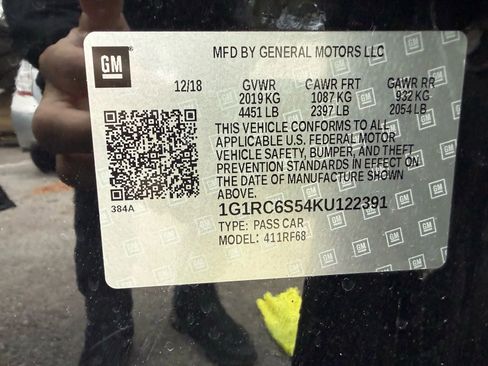 GM
MFD BY GENERAL MOTORS LLC
12/18 GVWR GAWR FRT GAWR RR
2019 KG 1087 KG 932 KG
4451 LB 2397 LB 2054 LB
THIS VEHICLE CONFORMS TO ALL
APPLICABLE U.S. FEDERAL MOTOR
VEHICLE SAFETY, BUMPER, AND THEFT
PREVENTION STANDARDS IN EFFECT ON
THE DATE OF MANUFACTURE SHOWN
ABOVE.
384A 1G1RC6S54KU122391
TYPE: PASS CAR
MODEL: 411RF68